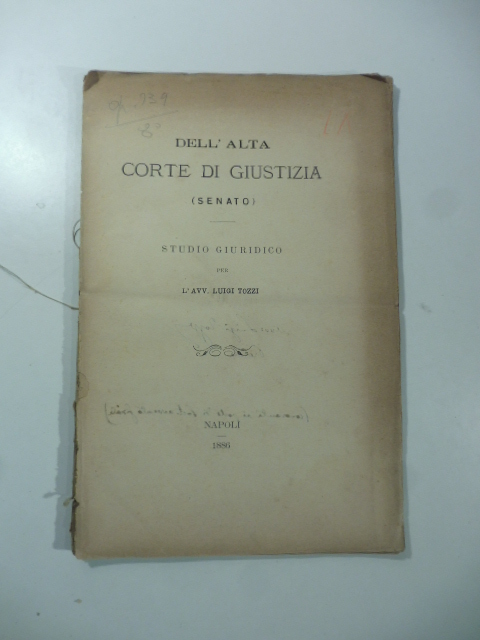 DELL' ALTA
CORTE DI GIUSTIZIA
(SENATO)
STUDIO GIURIDICO
PER
L'AVV. LUIGI TOZZI
NAPOLI
1886